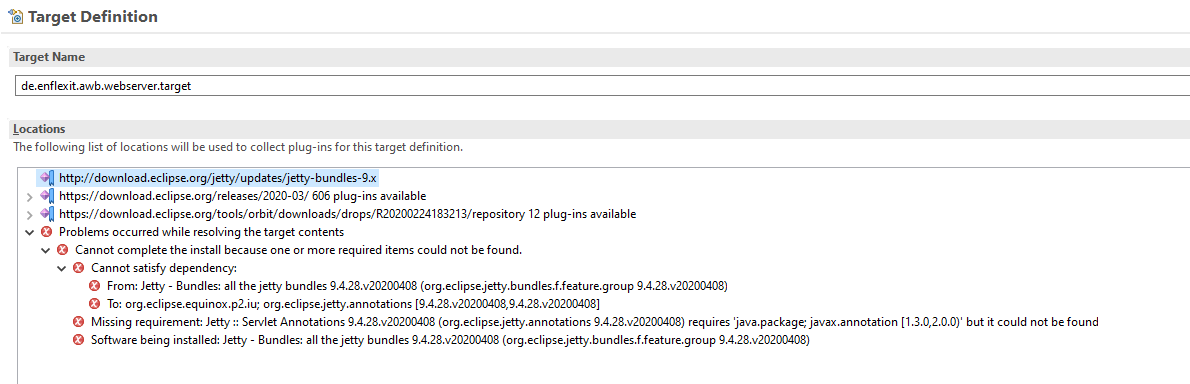 Target Definition
Target Name
de.enflexit.awb.webserver.target
Locations
The following list of locations will be used to collect plug-ins for this target definition.
http://download.eclipse.org/jetty/updates/jetty-bundles-9.x
https://download.eclipse.org/releases/2020-03/ 606 plug-ins available
https://download.eclipse.org/tools/orbit/downloads/drops/R20200224183213/repository 12 plug-ins available
Problems occurred while resolving the target contents
Cannot complete the install because one or more required items could not be found.
Cannot satisfy dependency:
From: Jetty - Bundles: all the jetty bundles 9.4.28.v20200408 (org.eclipse.jetty.bundles.f.feature.group 9.4.28.v20200408)
To: org.eclipse.equinox.p2.iu; org.eclipse.jetty.annotations [9.4.28.v20200408,9.4.28.v20200408]
Missing requirement: Jetty :: Servlet Annotations 9.4.28.v20200408 (org.eclipse.jetty.annotations 9.4.28.v20200408) requires 'java.package; javax.annotation [1.3.0,2.0.0)' but it could not be found
Software being installed: Jetty - Bundles: all the jetty bundles 9.4.28.v20200408 (org.eclipse.jetty.bundles.f.feature.group 9.4.28.v20200408)